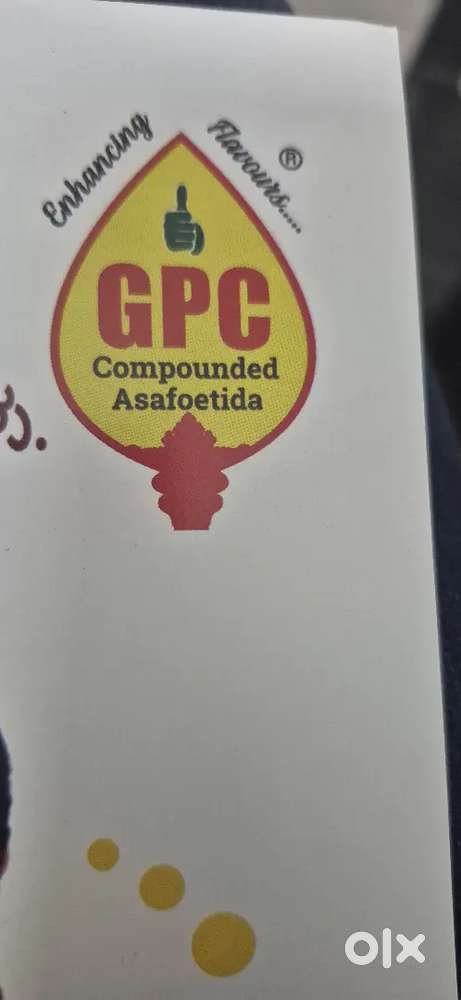 Enhancing Flavours.....®
GPC
Compounded
Asafoetida
olx